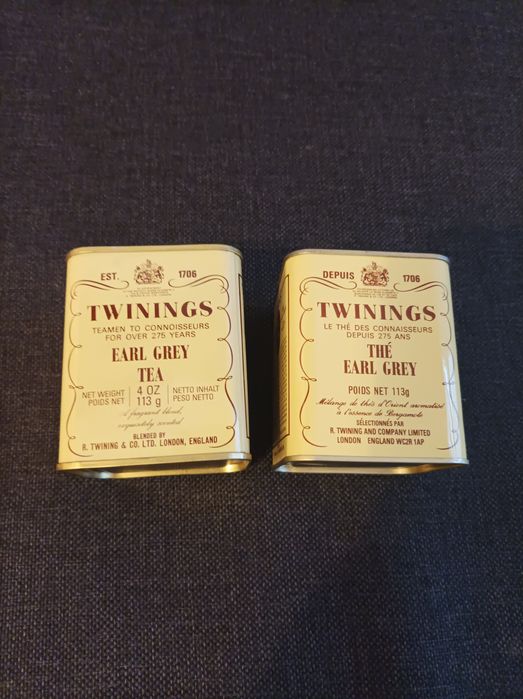 EST. 1706
TWININGS
TEAMEN TO CONNOISSEURS
FOR OVER 275 YEARS
EARL GREY
TEA
NET WEIGHT 4 OZ NETTO INHALT
POIDS NET 113 g PESO NETTO
A fragrant blend,
exquisitely scented
BLENDED BY
R. TWINING & CO. LTD. LONDON, ENGLAND
DEPUIS 1706
TWININGS
LE THÉ DES CONNAISSEURS
DEPUIS 275 ANS
THÉ
EARL GREY
POIDS NET 113g
Mélange de thés d'Orient aromatisé
à l'essence de Bergamote
SÉLECTIONNÉS PAR
R. TWINING AND COMPANY LIMITED
LONDON ENGLAND WC2R 1AP